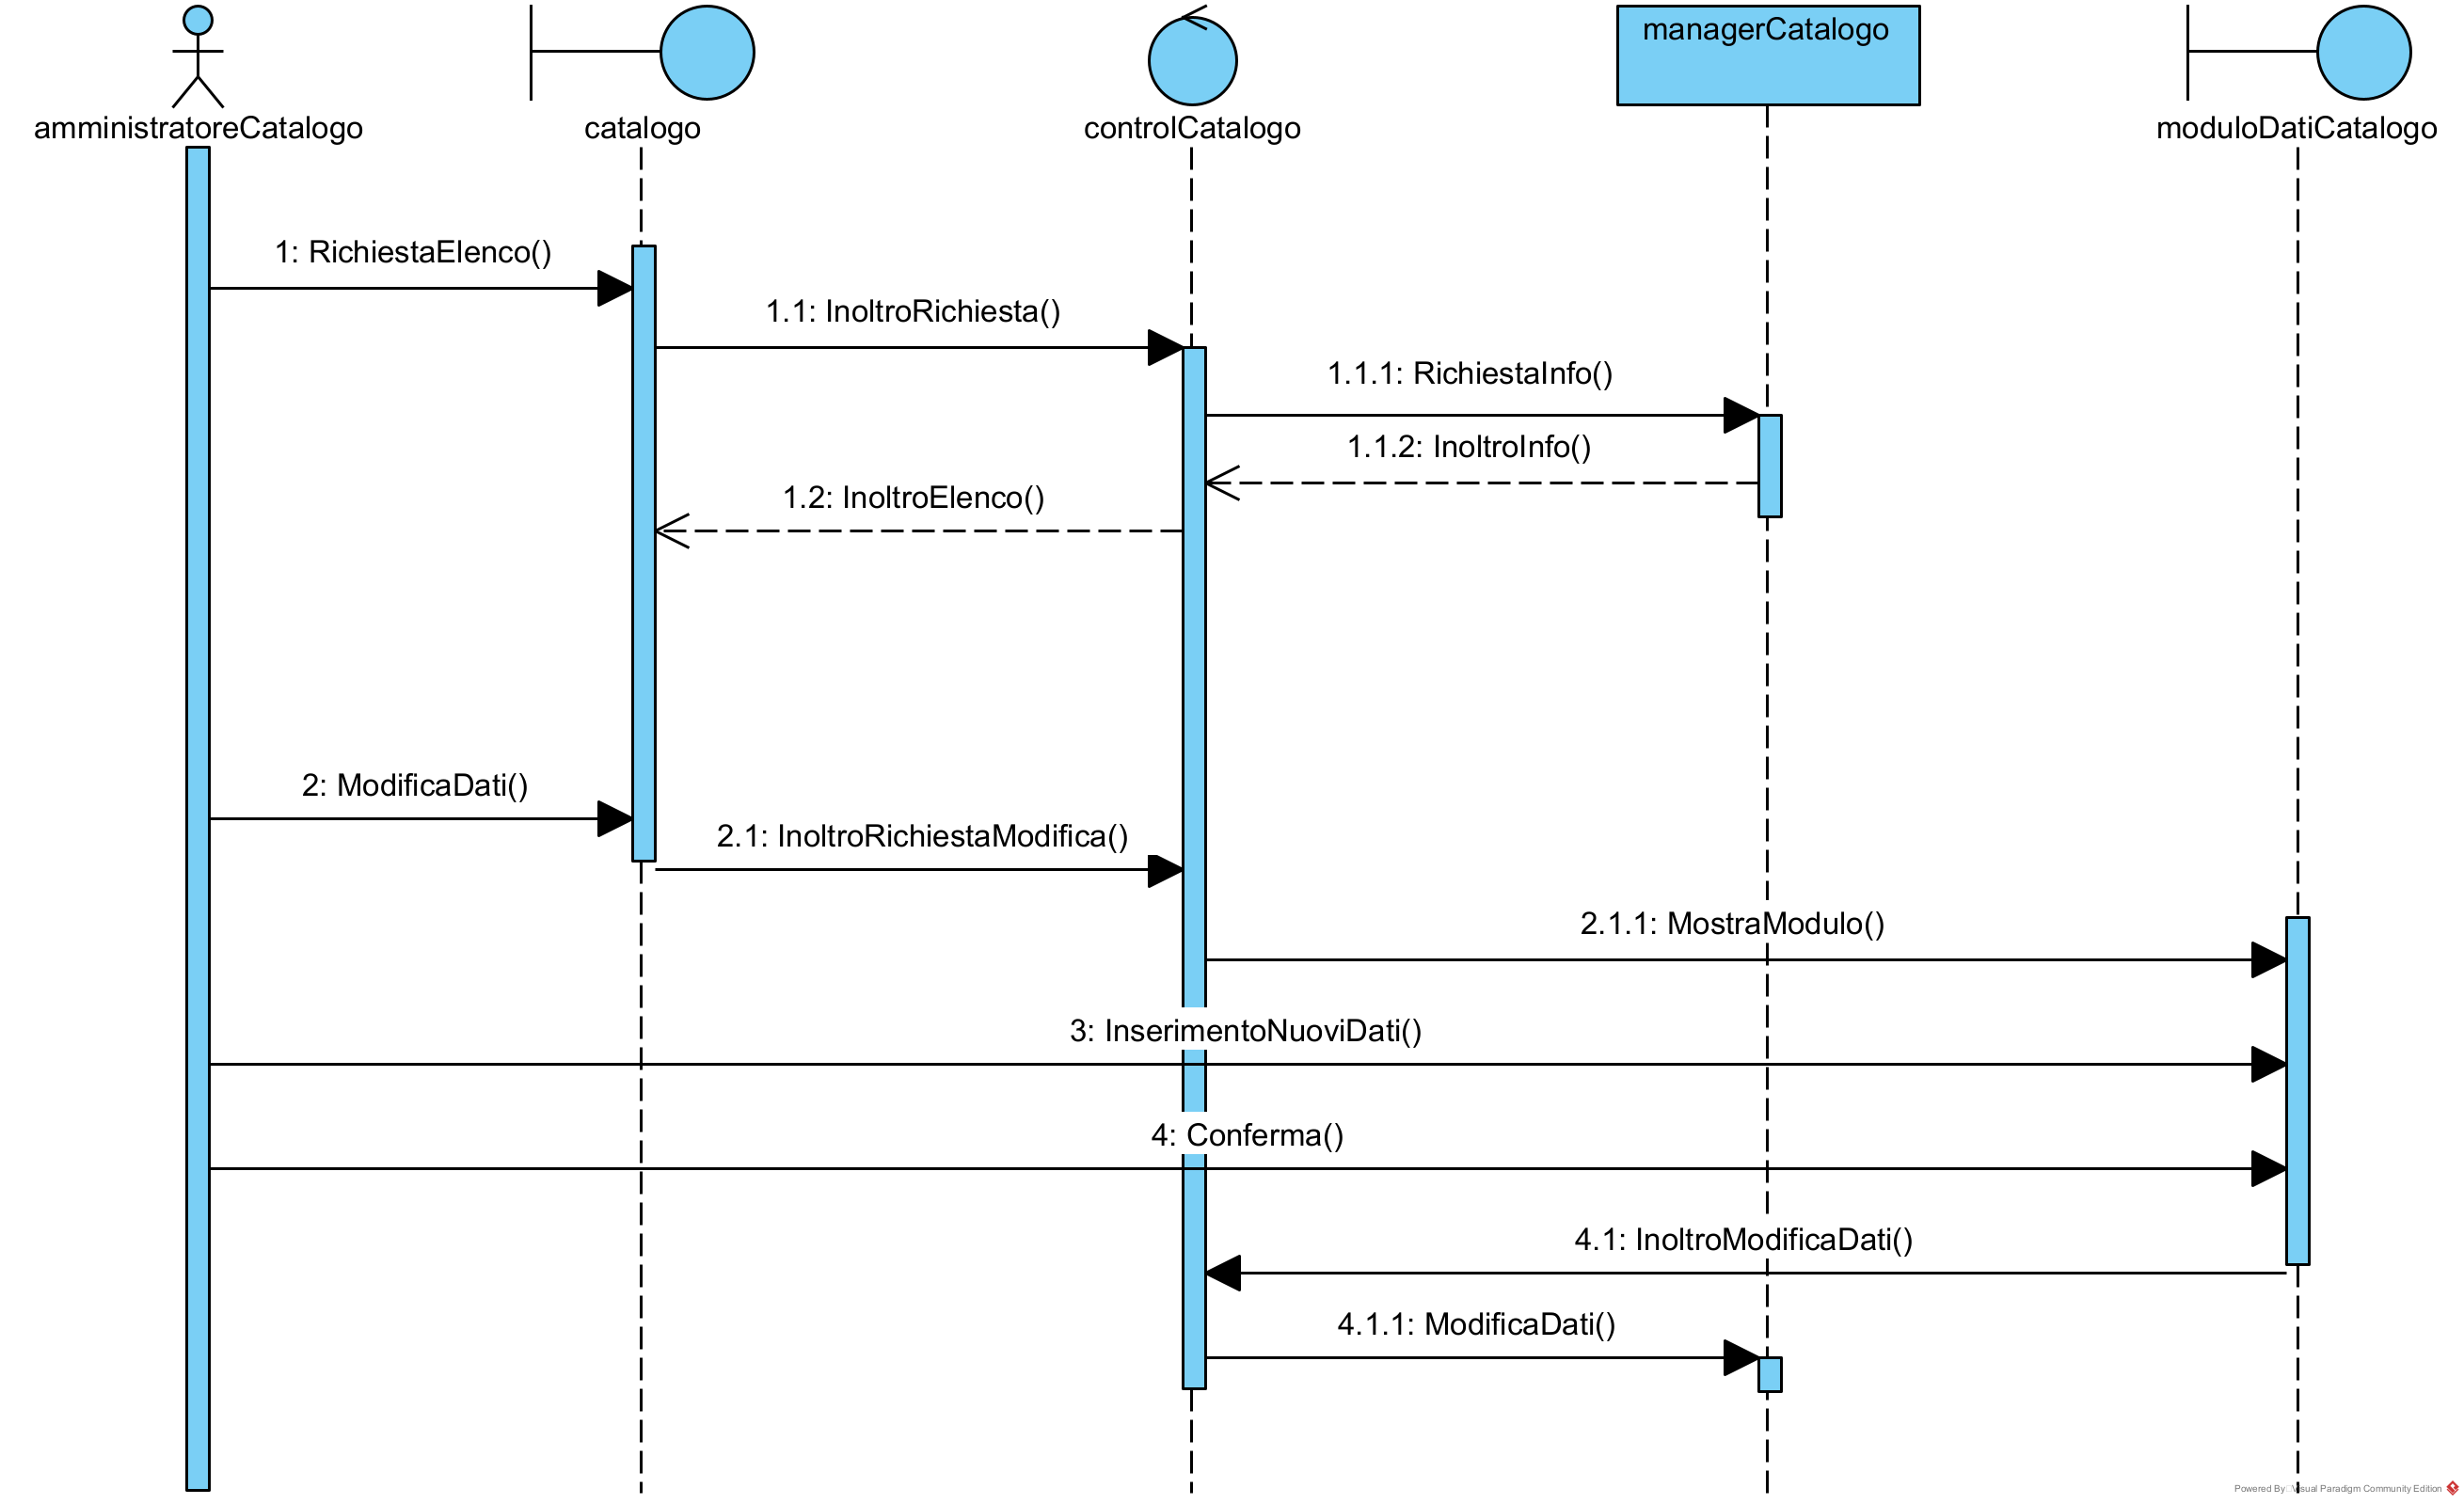 managerCatalogo
amministratoreCatalogo
catalogo
controlCatalogo
moduloDatiCatalogo
1: RichiestaElenco()
1.1: InoltroRichiesta()
1.1.1: RichiestaInfo()
1.1.2: InoltroInfo()
1.2: InoltroElenco()
2: ModificaDati()
2.1: InoltroRichiestaModifica()
2.1.1: MostraModulo()
3: InserimentoNuoviDati()
4: Conferma()
4.1: InoltroModificaDati()
4.1.1: ModificaDati()
Powered By Visual Paradigm Community Edition